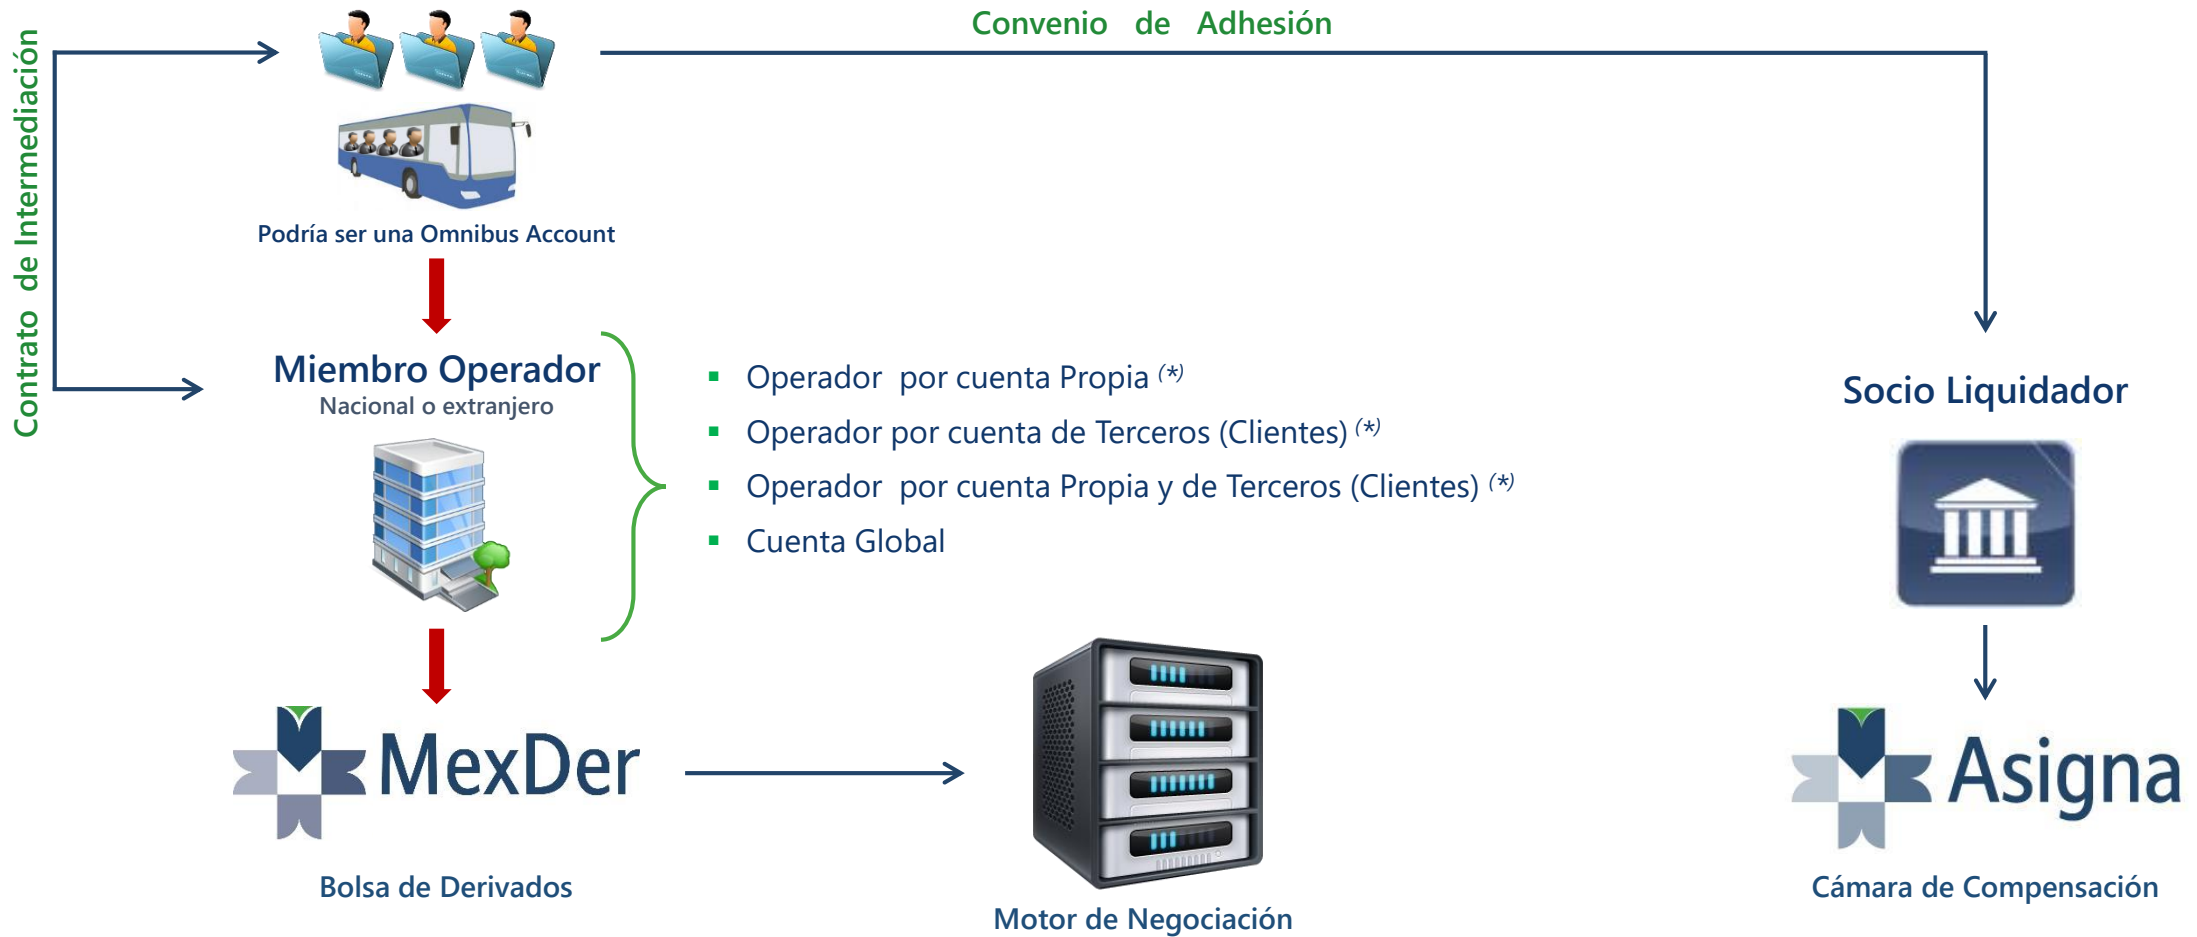 Convenio de Adhesión
Contrato de Intermediación
Podría ser una Omnibus Account
Miembro Operador
Nacional o extranjero
▪ Operador por cuenta Propia (*)
▪ Operador por cuenta de Terceros (Clientes) (*)
▪ Operador por cuenta Propia y de Terceros (Clientes) (*)
▪ Cuenta Global
Socio Liquidador
MexDer
Bolsa de Derivados
Motor de Negociación
Asigna
Cámara de Compensación